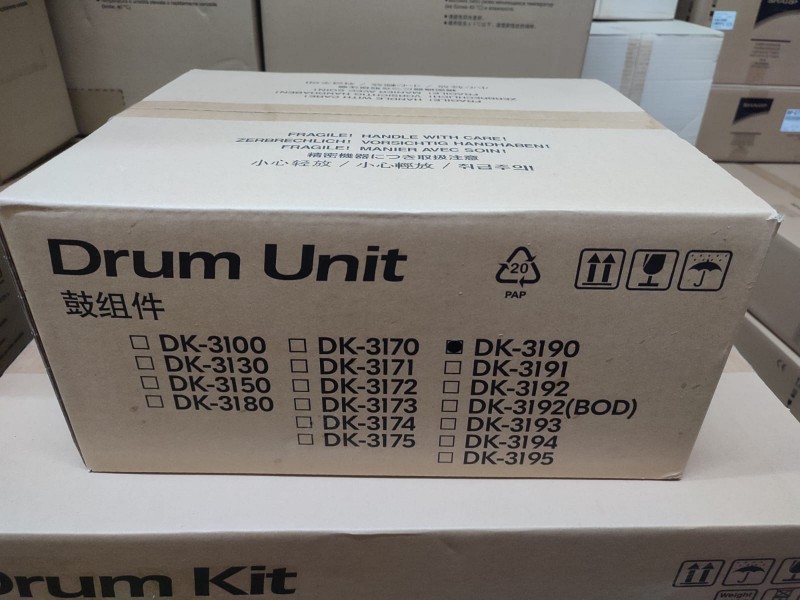 FRAGILE! HANDLE WITH CARE!
ZERBRECHLICH! VORSICHTIG HANDHABEN!
FRAGILE! MANIER AVEC SOIN!
精密機器につき取扱注意
小心轻放 / 小心輕放 / 취급주의!
Drum Unit
鼓组件
20
PAP
DK-3100 DK-3170 DK-3190
DK-3130 DK-3171 DK-3191
DK-3150 DK-3172 DK-3192
DK-3180 DK-3173 DK-3192(BOD)
DK-3174 DK-3193
DK-3175 DK-3194
DK-3195
Drum Kit
Weight
SHARP